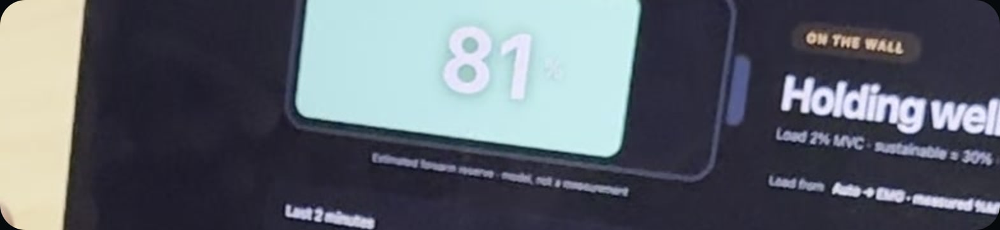 81%
ON THE WALL
Holding well
Load 2% MVC · sustainable ≈ 30% ·
Estimated forearm reserve · model, not a measurement
Load from Auto → EMG · measured
Last 2 minutes